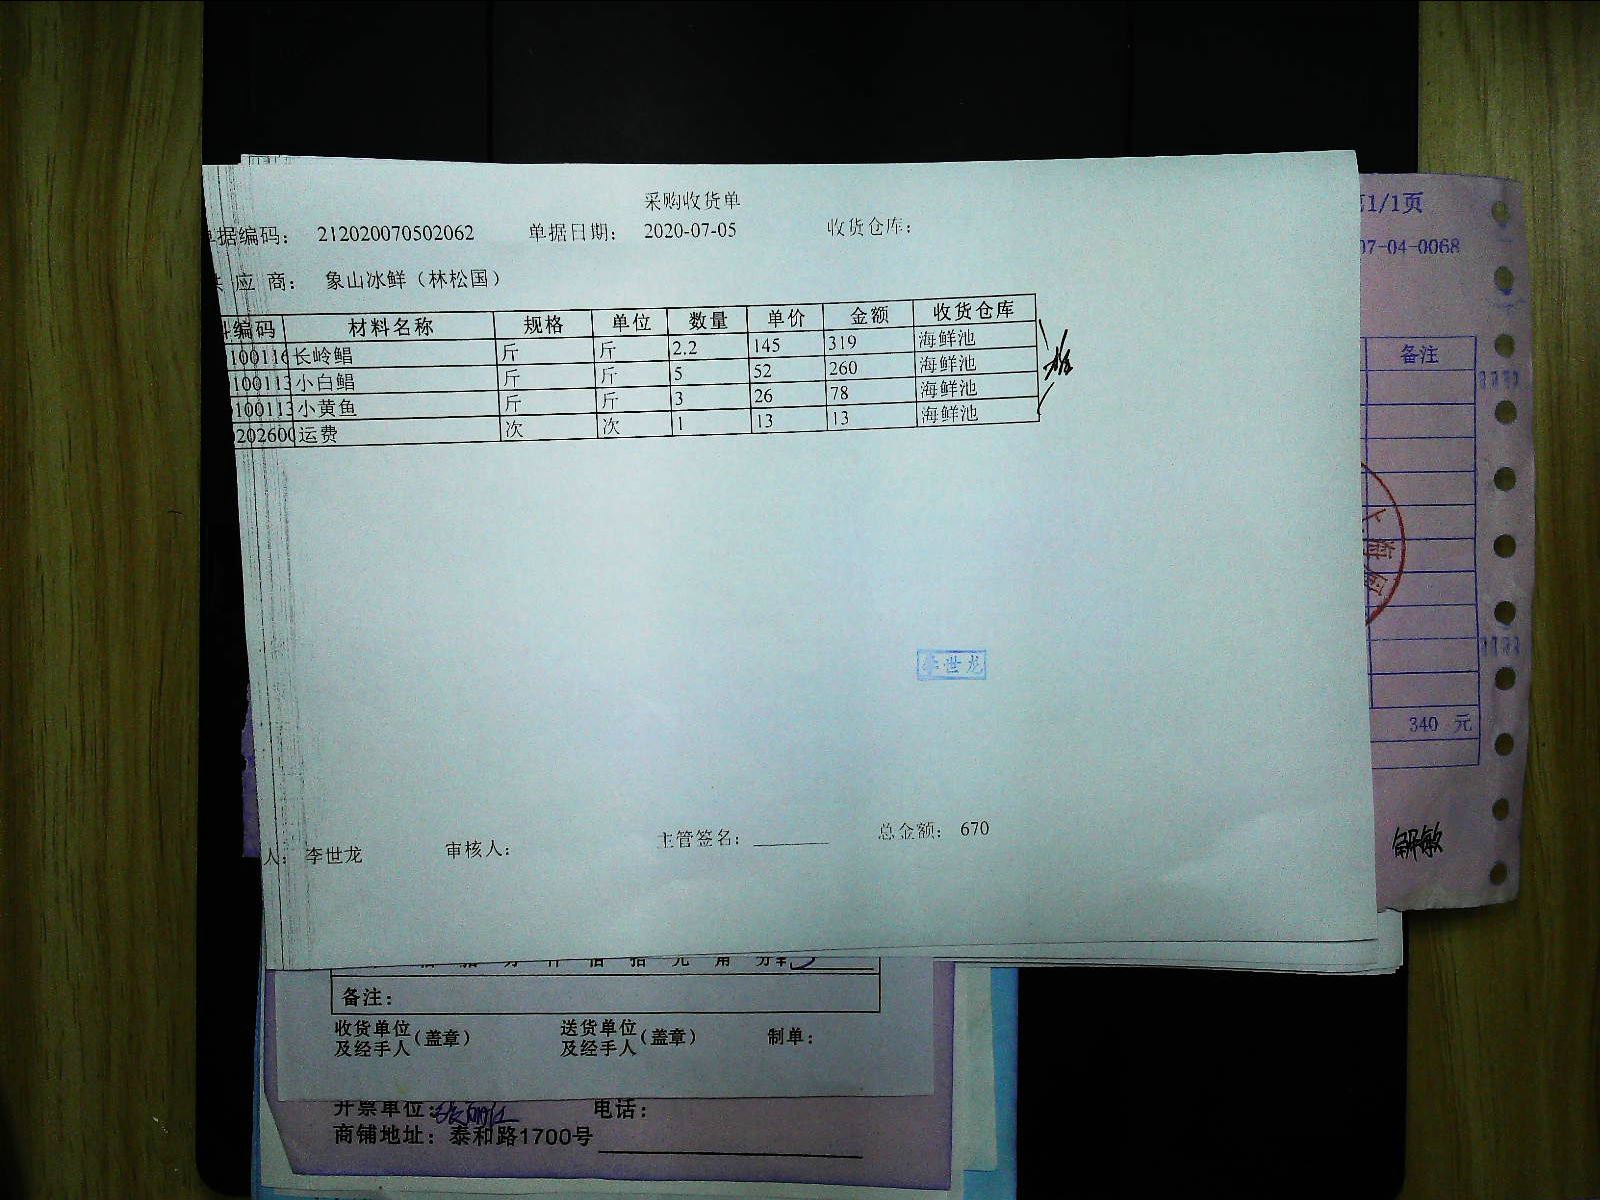 采购收货单
单据编码： 212020070502062 单据日期： 2020-07-05 收货仓库：
应 商： 象山冰鲜（林松国）
编码 材料名称 规格 单位 数量 单价 金额 收货仓库
100116 长岭鲳 斤 斤 2.2 145 319 海鲜池
100113 小白鲳 斤 斤 5 52 260 海鲜池
100113 小黄鱼 斤 斤 3 26 78 海鲜池
202600 运费 次 次 1 13 13 海鲜池
李世龙
人： 李世龙 审核人： 主管签名： 总金额： 670
1/1页
07-04-0068
备注
340 元
备注：
收货单位及经手人（盖章） 送货单位及经手人（盖章） 制单：
开票单位： 电话：
商铺地址：泰和路1700号